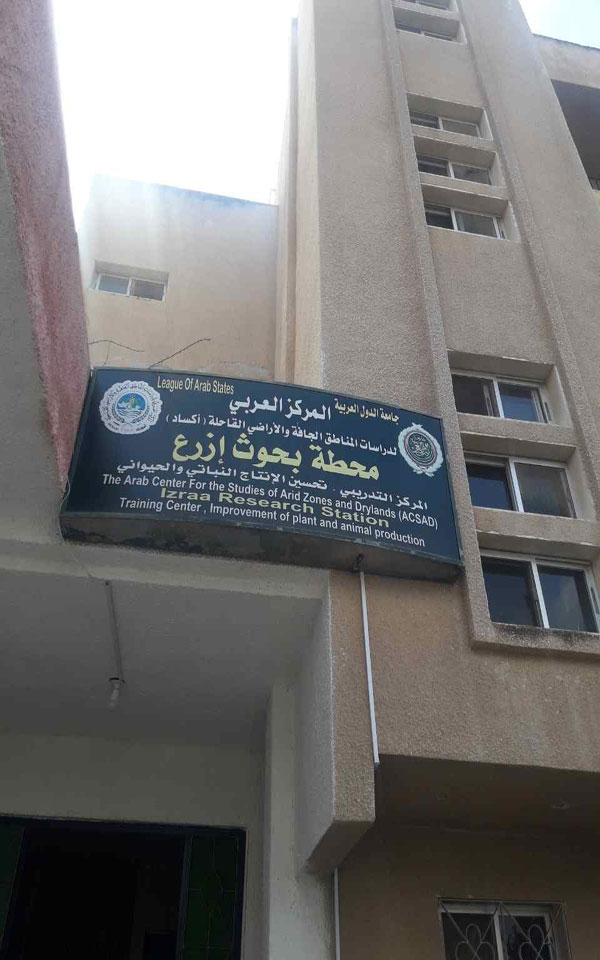 League Of Arab States
جامعة الدول العربية
المركز العربي
لدراسات المناطق الجافة والأراضي القاحلة (أكساد)
محطة بحوث إزرع
المركز التدريبي . تحسين الإنتاج النباتي والحيواني
The Arab Center For the Studies of Arid Zones and Drylands (ACSAD)
Izraa Research Station
Training Center , Improvement of plant and animal production